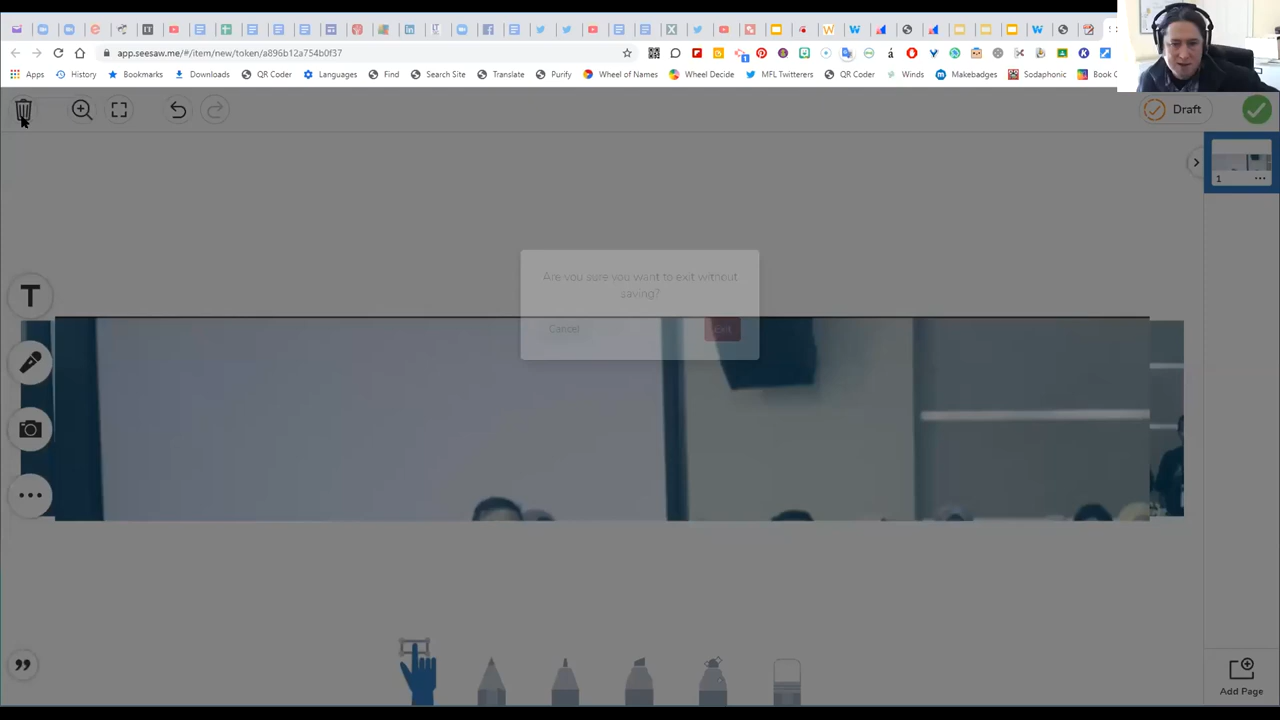 app.seesaw.me/#/item/new/token/a896b12a754b0f37
Apps History Bookmarks Downloads QR Coder Languages Find Search Site Translate Purify Wheel of Names Wheel Decide MFL Twitterers QR Coder Winds Makebadges Sodaphonic Book C
Draft
1
Are you sure you want to exit without
saving?
Cancel Exit
T
Add Page